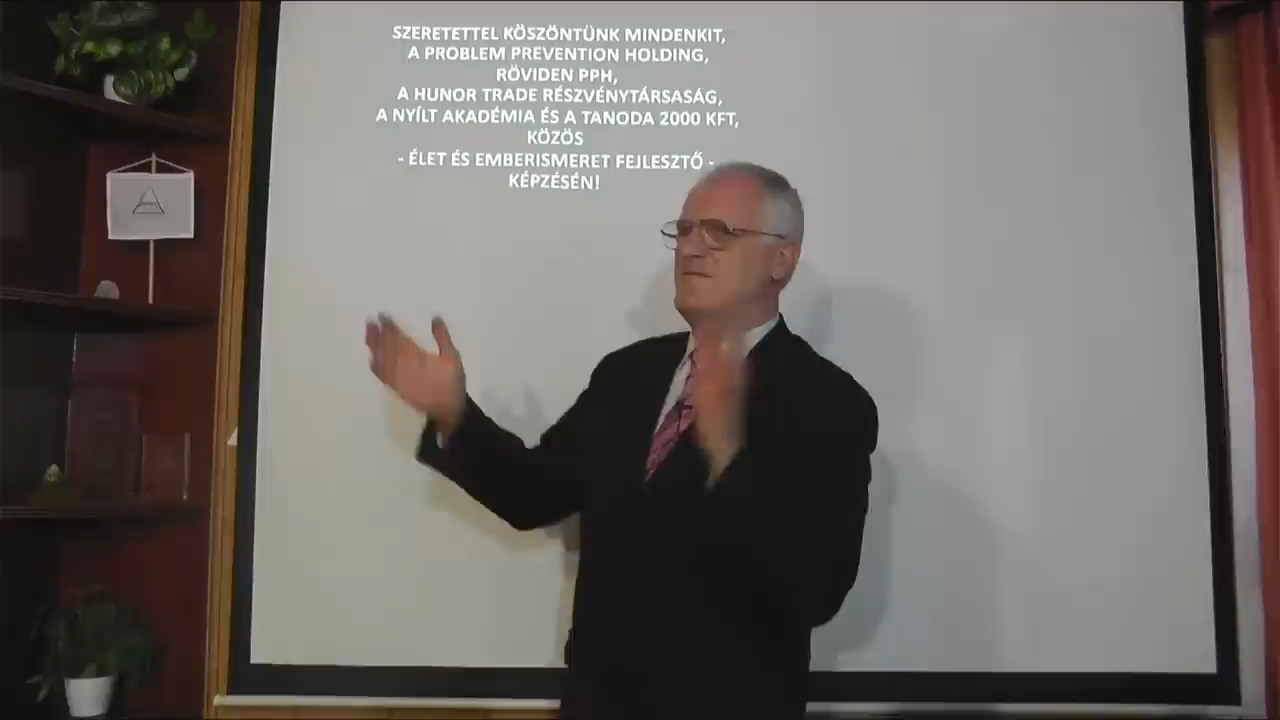 SZERETETTEL KÖSZÖNTÜNK MINDENKIT,
A PROBLEM PREVENTION HOLDING,
RÖVIDEN PPH,
A HUNOR TRADE RÉSZVÉNYTÁRSASÁG,
A NYÍLT AKADÉMIA ÉS A TANODA 2000 KFT,
KÖZÖS
- ÉLET ÉS EMBERISMERET FEJLESZTŐ -
KÉPZÉSÉN!